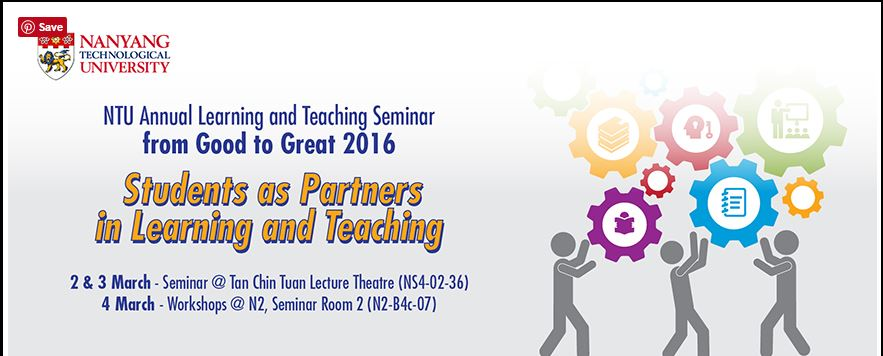 Save
NANYANG
TECHNOLOGICAL
UNIVERSITY
NTU Annual Learning and Teaching Seminar
from Good to Great 2016
Students as Partners
in Learning and Teaching
2 & 3 March - Seminar @ Tan Chin Tuan Lecture Theatre (NS4-02-36)
4 March - Workshops @ N2, Seminar Room 2 (N2-B4c-07)